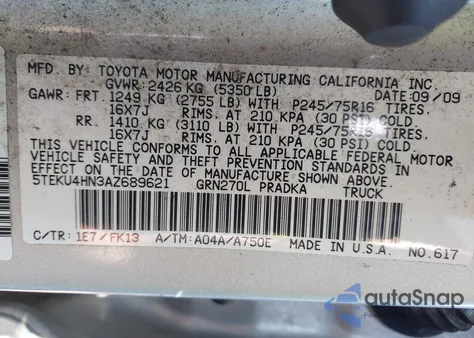 MFD. BY: TOYOTA MOTOR MANUFACTURING CALIFORNIA INC.
GVWR: 2426 KG (5350 LB) DATE: 09/09
GAWR: FRT. 1249 KG (2755 LB) WITH P245/75R16 TIRES.
16X7J RIMS. AT 210 KPA (30 PSI) COLD.
RR. 1410 KG (3110 LB) WITH P245/75R16 TIRES.
16X7J RIMS. AT 210 KPA (30 PSI) COLD.
THIS VEHICLE CONFORMS TO ALL APPLICABLE FEDERAL MOTOR
VEHICLE SAFETY AND THEFT PREVENTION STANDARDS IN
EFFECT ON THE DATE OF MANUFACTURE SHOWN ABOVE.
5TEKU4HN3AZ689621 GRN270L PRADKA TRUCK
C/TR: 1E7/FK13 A/TM: A04A/A750E MADE IN U.S.A. NO. 617
autoSnap